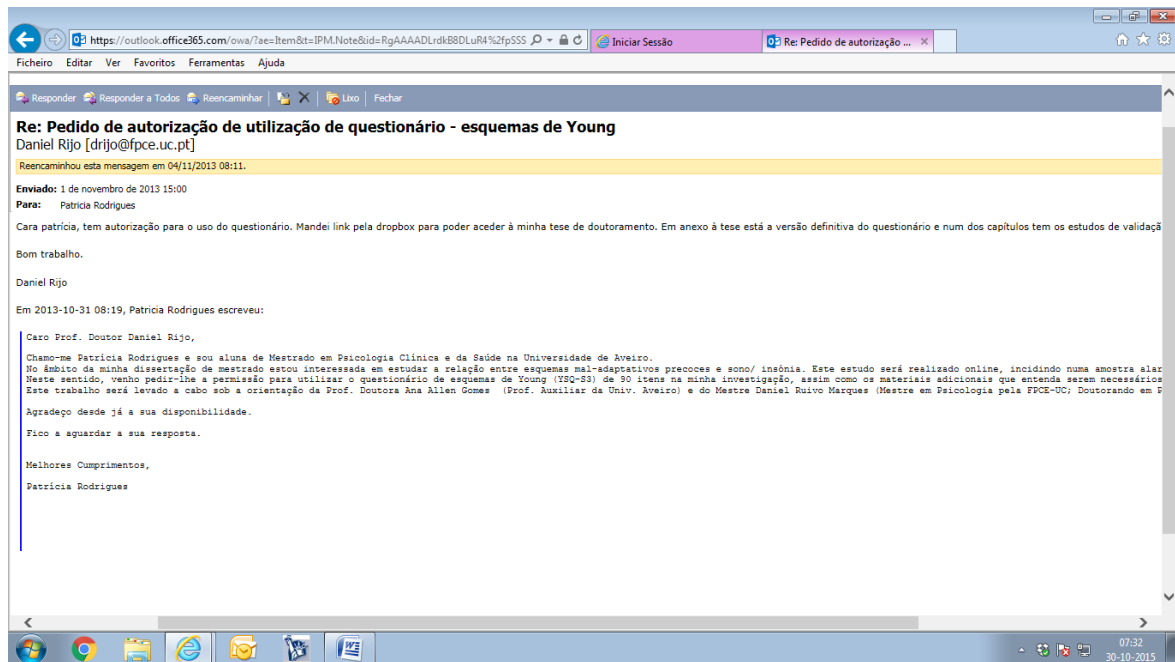 https://outlook.office365.com/owa/?ae=Item&t=IPM.Note&id=RgAAAADLrdkB8DLuR4%2fpSSS
Iniciar Sessão
Re: Pedido de autorização ...
Ficheiro Editar Ver Favoritos Ferramentas Ajuda
Responder Responder a Todos Reencaminhar Lixo Fechar
Re: Pedido de autorização de utilização de questionário - esquemas de Young
Daniel Rijo [drijo@fpce.uc.pt]
Reencaminhou esta mensagem em 04/11/2013 08:11.
Enviado: 1 de novembro de 2013 15:00
Para: Patricia Rodrigues
Cara patrícia, tem autorização para o uso do questionário. Mandei link pela dropbox para poder aceder à minha tese de doutoramento. Em anexo à tese está a versão definitiva do questionário e num dos capítulos tem os estudos de validaçã
Bom trabalho.
Daniel Rijo
Em 2013-10-31 08:19, Patricia Rodrigues escreveu:
Caro Prof. Doutor Daniel Rijo,
Chamo-me Patrícia Rodrigues e sou aluna de Mestrado em Psicologia Clínica e da Saúde na Universidade de Aveiro.
No âmbito da minha dissertação de mestrado estou interessada em estudar a relação entre esquemas mal-adaptativos precoces e sono/ insónia. Este estudo será realizado online, incidindo numa amostra alar
Neste sentido, venho pedir-lhe a permissão para utilizar o questionário de esquemas de Young (YSQ-S3) de 90 itens na minha investigação, assim como os materiais adicionais que entenda serem necessários
Este trabalho será levado a cabo sob a orientação da Prof. Doutora Ana Allen Gomes (Prof. Auxiliar da Univ. Aveiro) e do Mestre Daniel Ruivo Marques (Mestre em Psicologia pela FPCE-UC; Doutorando em P
Agradeço desde já a sua disponibilidade.
Fico a aguardar a sua resposta.
Melhores Cumprimentos,
Patrícia Rodrigues
07:32
30-10-2015